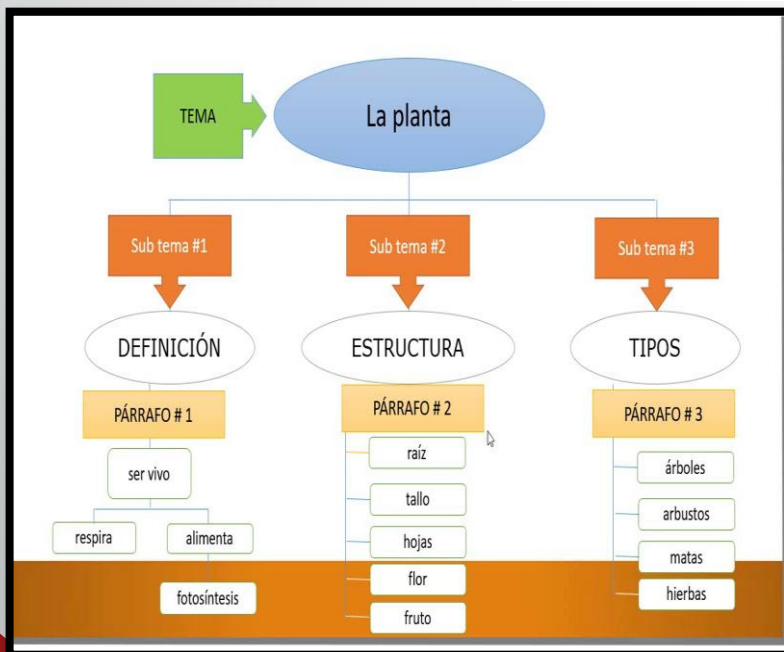 TEMA
La planta
Sub tema #1
Sub tema #2
Sub tema #3
DEFINICIÓN
ESTRUCTURA
TIPOS
PÁRRAFO # 1
PÁRRAFO # 2
PÁRRAFO # 3
ser vivo
respira
alimenta
fotosíntesis
raíz
tallo
hojas
flor
fruto
árboles
arbustos
matas
hierbas